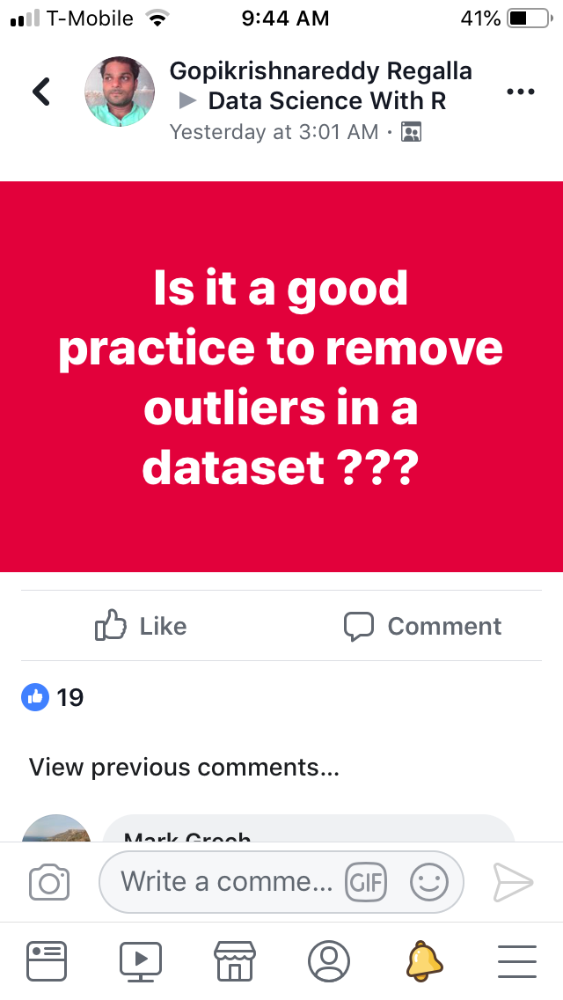 T-Mobile 9:44 AM 41%
Gopikrishnareddy Regalla
Data Science With R
Yesterday at 3:01 AM ·
Is it a good
practice to remove
outliers in a
dataset ???
Like Comment
19
View previous comments...
Mark Grech
Write a comme... GIF